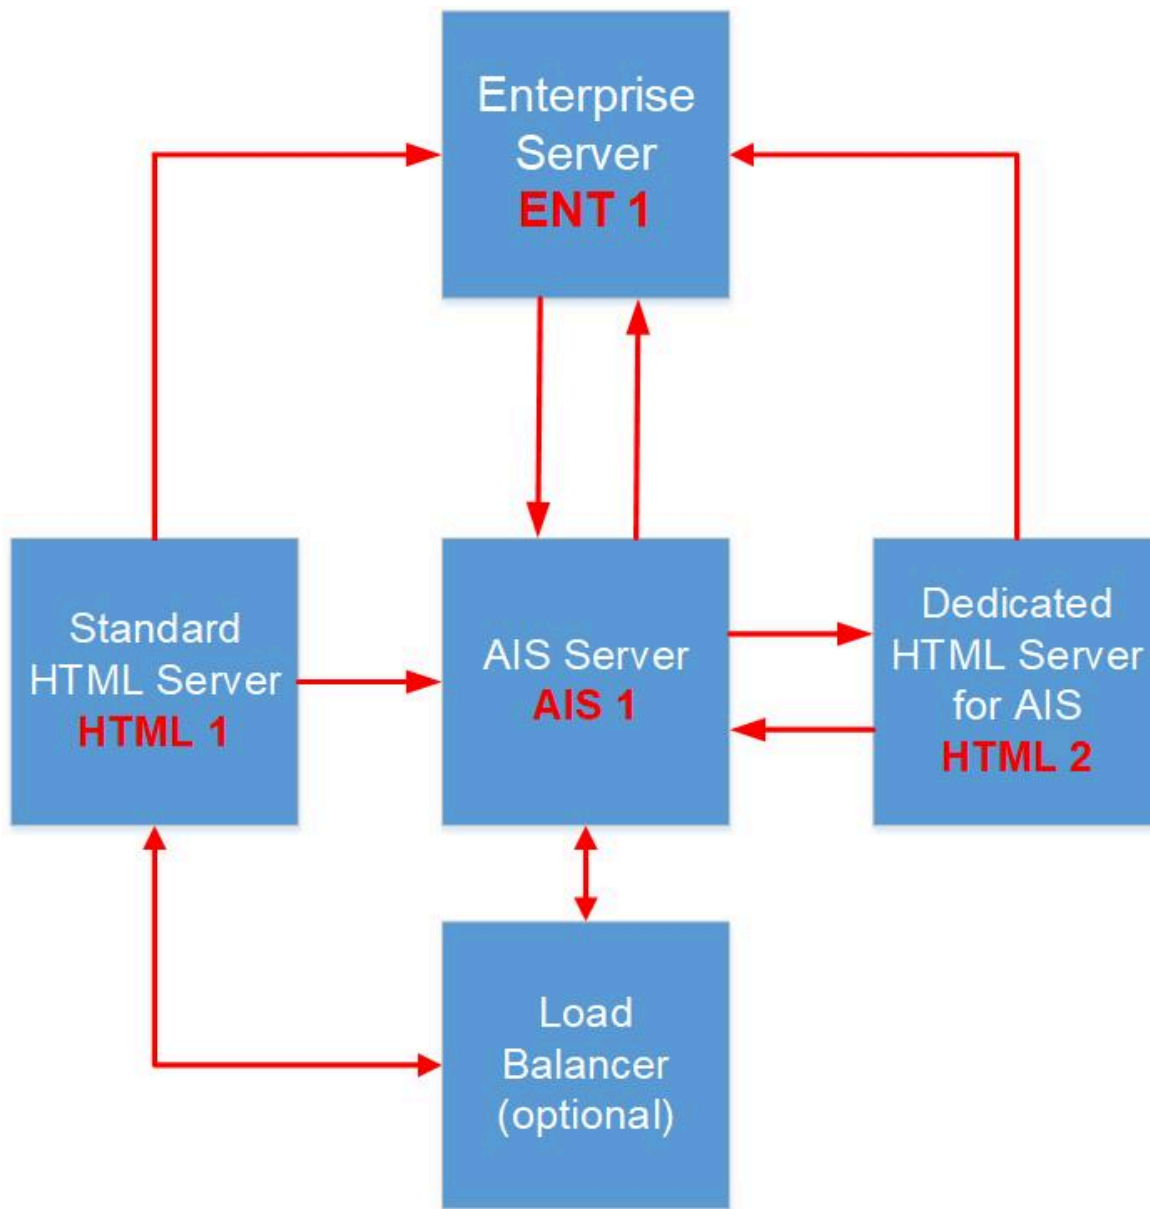 Enterprise
Server
ENT 1
Standard
HTML Server
HTML 1
AIS Server
AIS 1
Dedicated
HTML Server
for AIS
HTML 2
Load
Balancer
(optional)